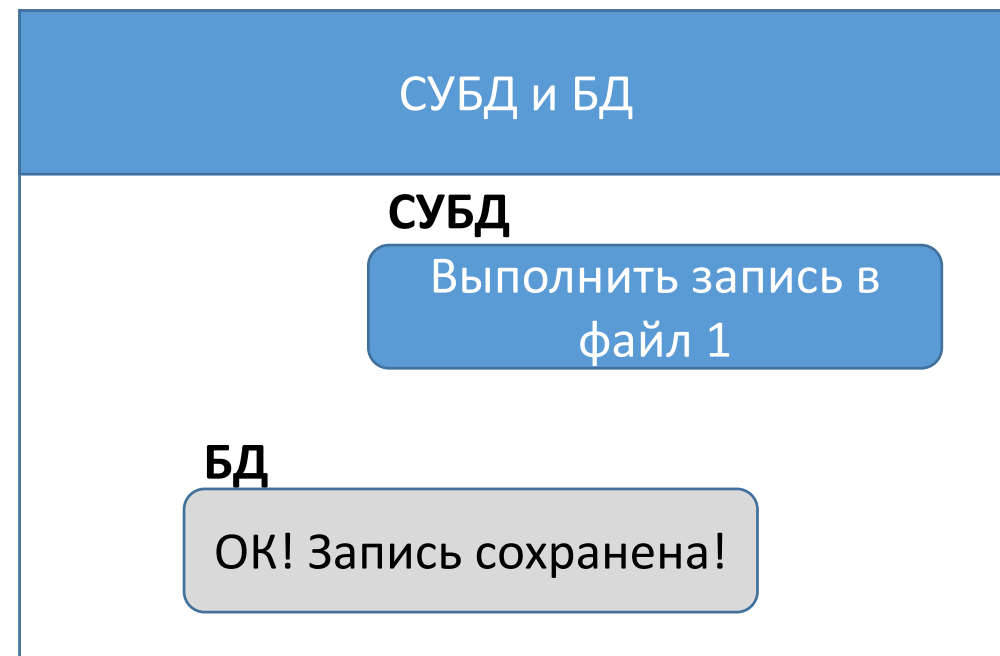 СУБД и БД
СУБД
Выполнить запись в
файл 1
БД
ОК! Запись сохранена!